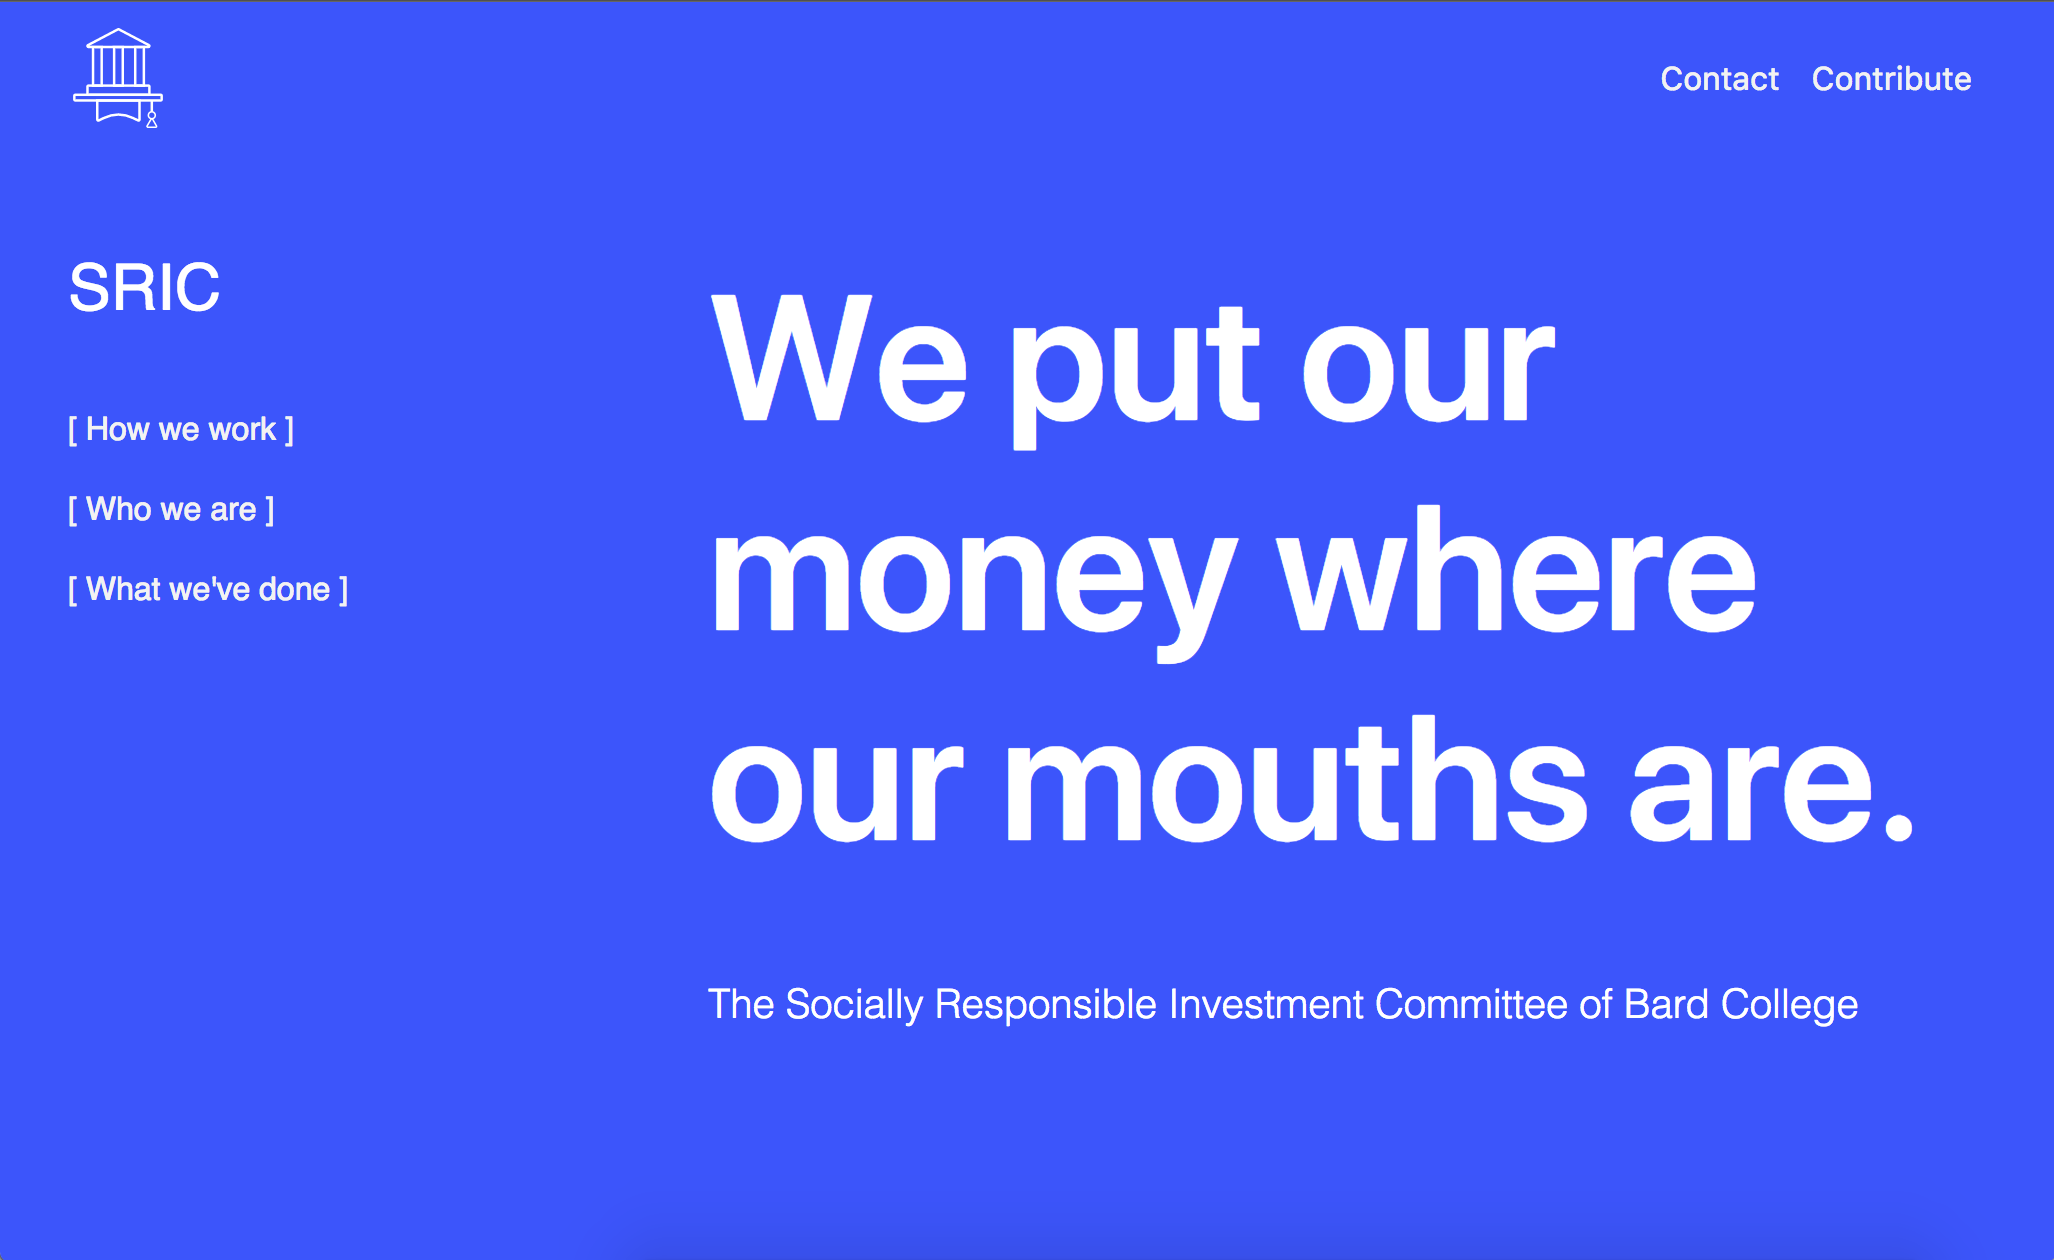 Contact Contribute
SRIC
[ How we work ]
[ Who we are ]
[ What we've done ]
We put our
money where
our mouths are.
The Socially Responsible Investment Committee of Bard College